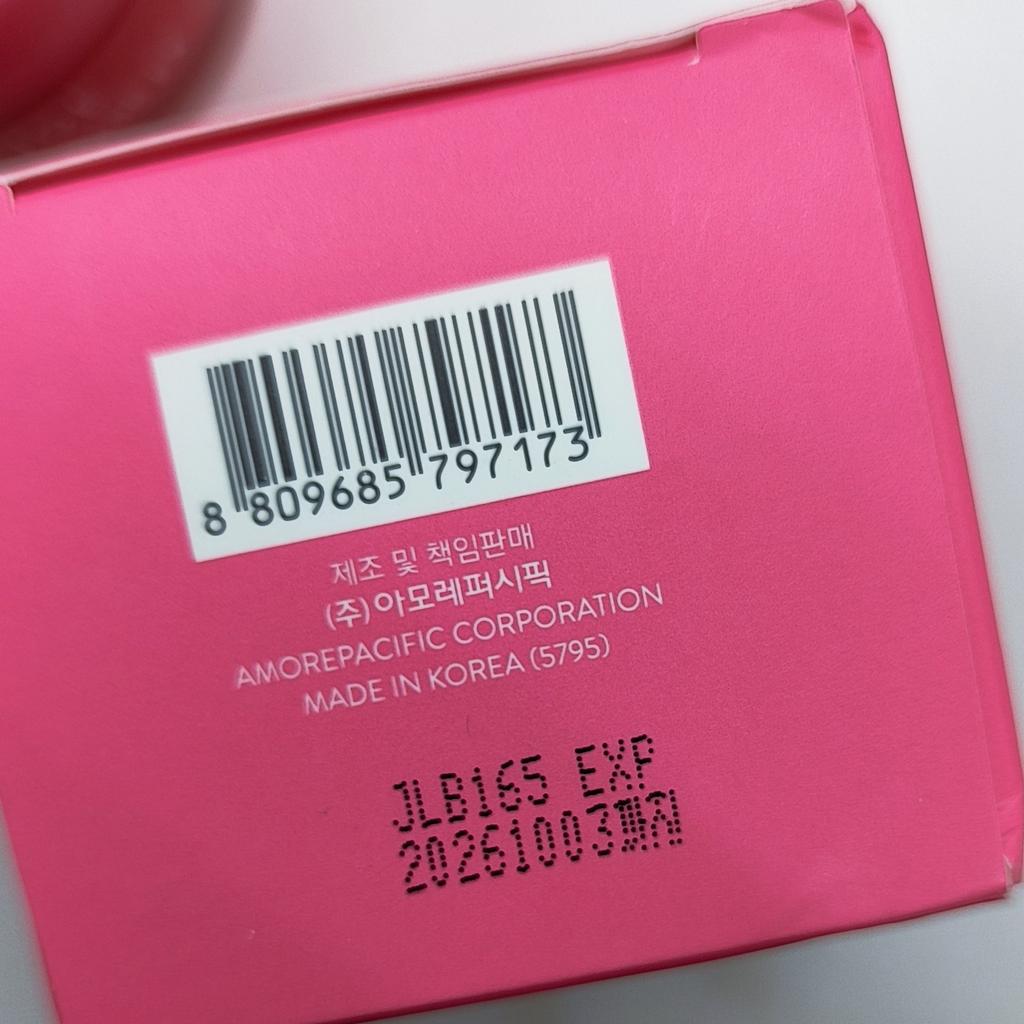 8 809685 797173
제조 및 책임판매
(주)아모레퍼시픽
AMOREPACIFIC CORPORATION
MADE IN KOREA (5795)
JLB165 EXP
20261003까지